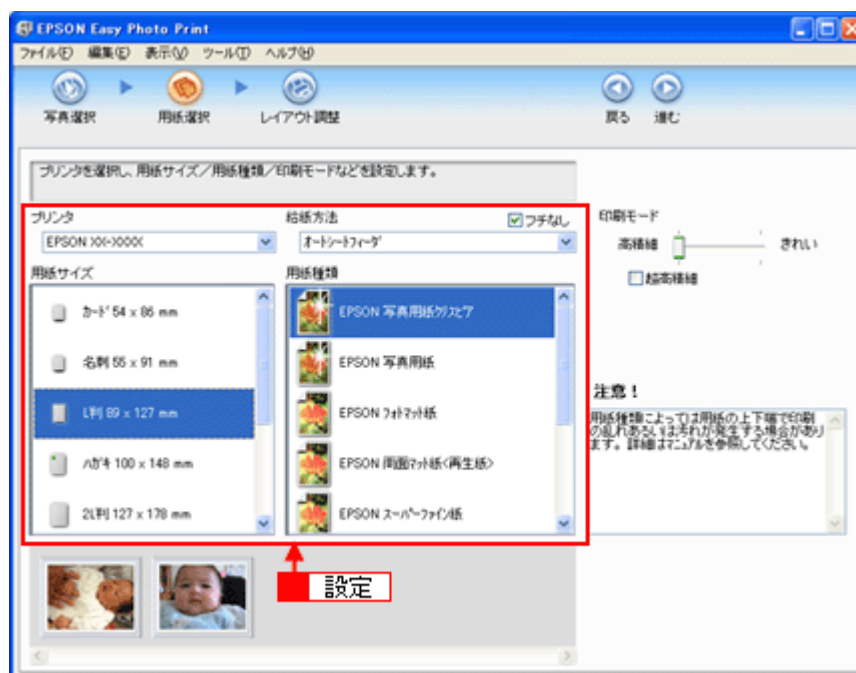 EPSON Easy Photo Print
ファイル(F) 編集(E) 表示(V) ツール(T) ヘルプ(H)
写真選択 用紙選択 レイアウト調整 戻る 進む
プリンタを選択し、用紙サイズ/用紙種類/印刷モードなどを設定します。
プリンタ 給紙方法 フチなし 印刷モード
EPSON XX-XXXX オートシートフィーダ 高精細 きれい
用紙サイズ 用紙種類 超高精細
カード 54 x 86 mm EPSON 写真用紙クリスピア
名刺 55 x 91 mm EPSON 写真用紙
注意!
L判 89 x 127 mm EPSON フォトマット紙
用紙種類によっては用紙の上下端で印刷
の乱れあるいは汚れが発生する場合があり
ます。詳細はマニュアルを参照してください。
ハガキ 100 x 148 mm EPSON 両面マット紙<再生紙>
2L判 127 x 178 mm EPSON スーパーファイン紙
設定